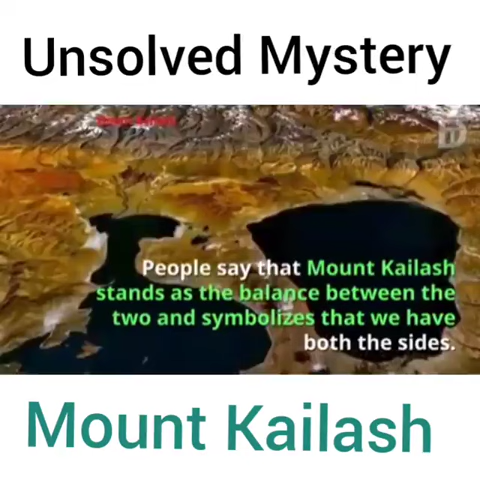 Unsolved Mystery
People say that Mount Kailash
stands as the balance between the
two and symbolizes that we have
both the sides.
Mount Kailash